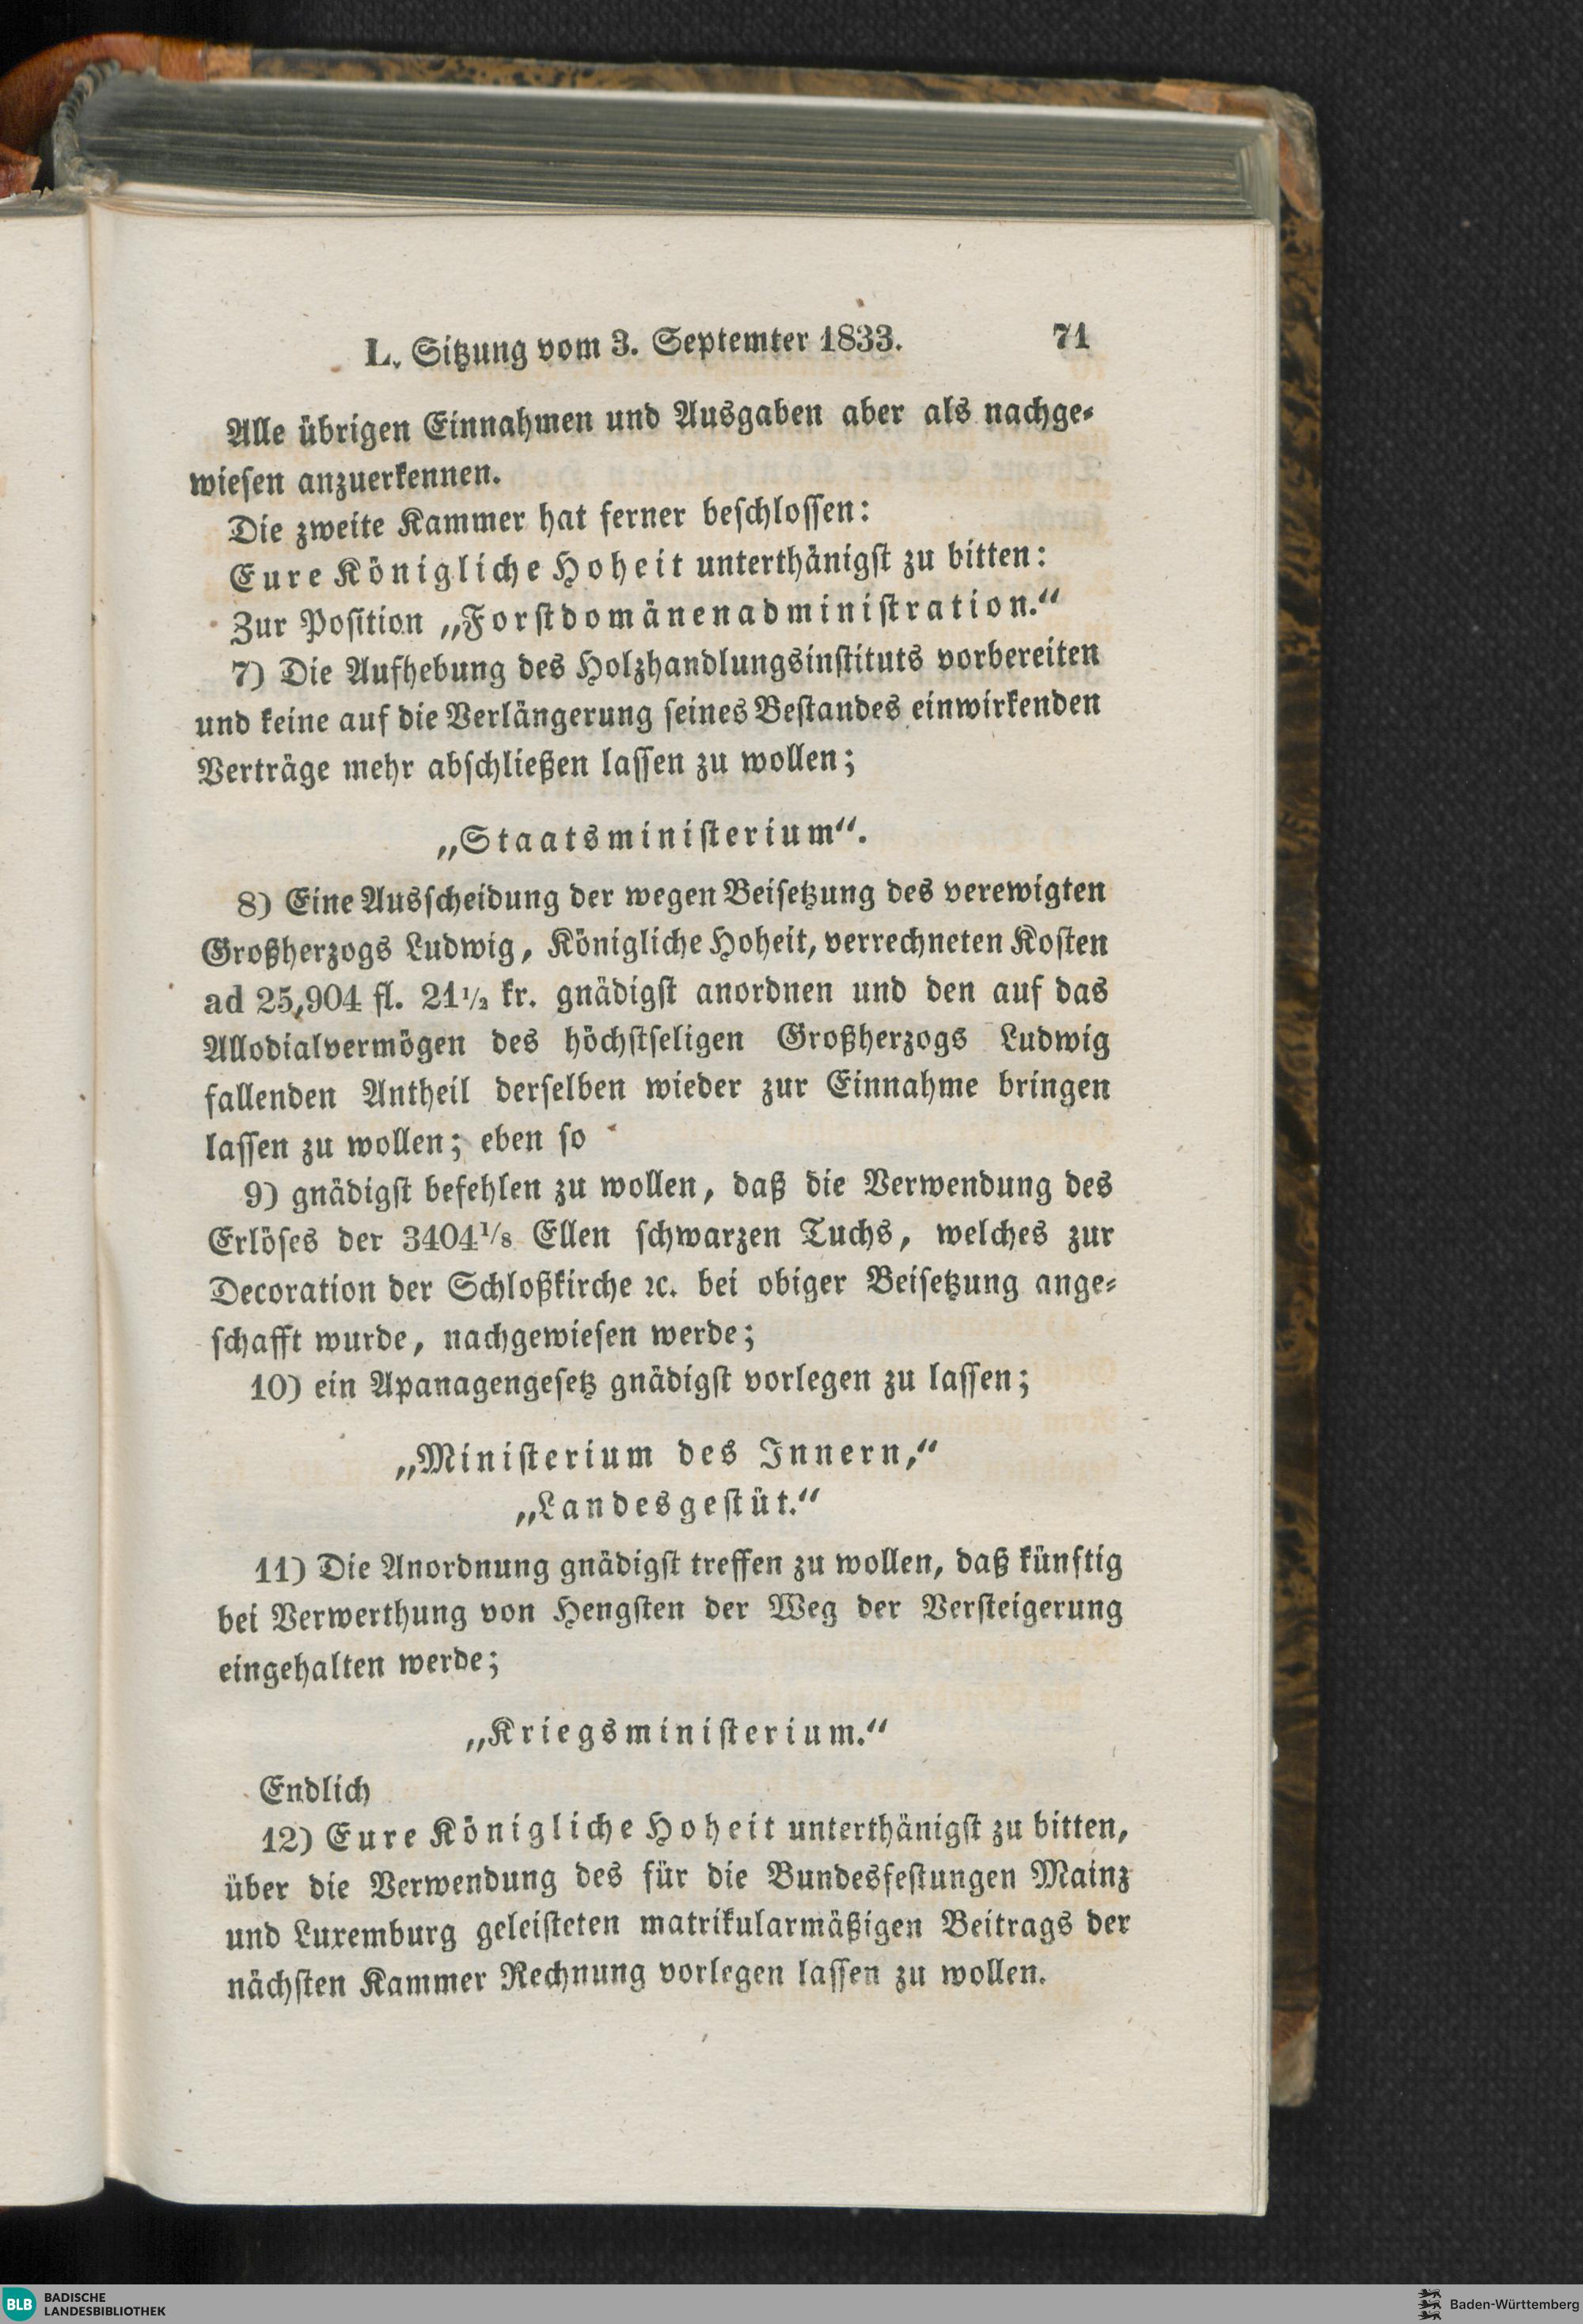 L. Sitzung vom 3. Septemter 1833. 71
Alle übrigen Einnahmen und Ausgaben aber als nachge-
wiesen anzuerkennen.
Die zweite Kammer hat ferner beschlossen:
Eure Königliche Hoheit unterthänigst zu bitten:
Zur Position „Forstdomänenadministration.“
7) Die Aufhebung des Holzhandlungsinstituts vorbereiten
und keine auf die Verlängerung seines Bestandes einwirkenden
Verträge mehr abschließen lassen zu wollen;
„Staatsministerium“.
8) Eine Ausscheidung der wegen Beisetzung des verewigten
Großherzogs Ludwig, Königliche Hoheit, verrechneten Kosten
ad 25,904 fl. 21 1/2 kr. gnädigst anordnen und den auf das
Allodialvermögen des höchstseligen Großherzogs Ludwig
fallenden Antheil derselben wieder zur Einnahme bringen
lassen zu wollen; eben so
9) gnädigst befehlen zu wollen, daß die Verwendung des
Erlöses der 3404 1/8 Ellen schwarzen Tuchs, welches zur
Decoration der Schloßkirche ꝛc. bei obiger Beisetzung ange-
schafft wurde, nachgewiesen werde;
10) ein Apanagengesetz gnädigst vorlegen zu lassen;
„Ministerium des Innern,“
„Landesgestüt.“
11) Die Anordnung gnädigst treffen zu wollen, daß künftig
bei Verwerthung von Hengsten der Weg der Versteigerung
eingehalten werde;
„Kriegsministerium.“
Endlich
12) Eure Königliche Hoheit unterthänigst zu bitten,
über die Verwendung des für die Bundesfestungen Mainz
und Luxemburg geleisteten matrikularmäßigen Beitrags der
nächsten Kammer Rechnung vorlegen lassen zu wollen.
BLB BADISCHE
LANDESBIBLIOTHEK
Baden-Württemberg